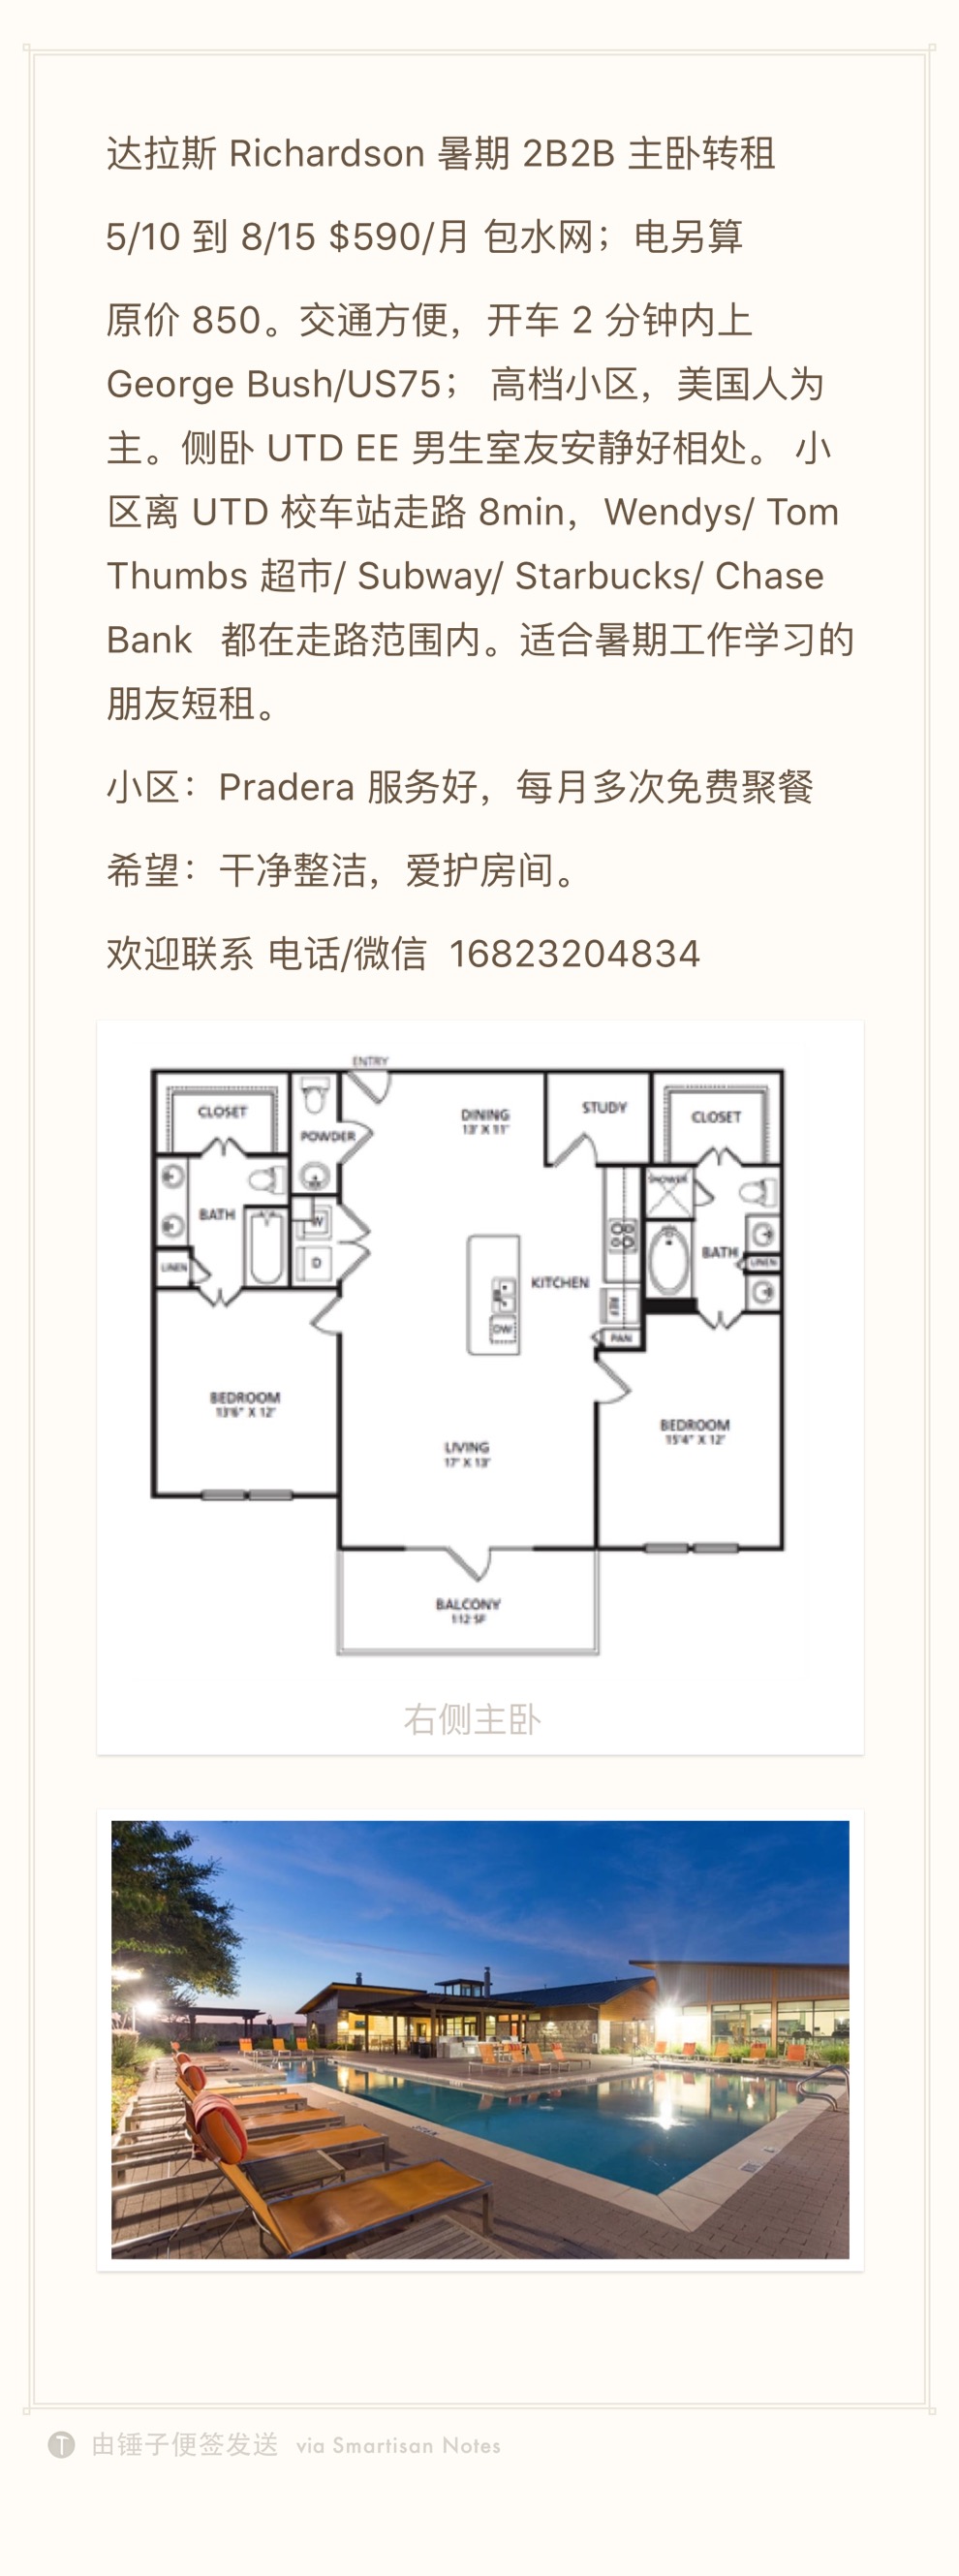 达拉斯 Richardson 暑期 2B2B 主卧转租
5/10 到 8/15 $590/月 包水网；电另算
原价 850。交通方便，开车 2 分钟内上
George Bush/US75； 高档小区，美国人为
主。侧卧 UTD EE 男生室友安静好相处。 小
区离 UTD 校车站走路 8min，Wendys/ Tom
Thumbs 超市/ Subway/ Starbucks/ Chase
Bank 都在走路范围内。适合暑期工作学习的
朋友短租。
小区：Pradera 服务好，每月多次免费聚餐
希望：干净整洁，爱护房间。
欢迎联系 电话/微信 16823204834
ENTRY
CLOSET
POWDER
DINING
13' X 11'
STUDY
CLOSET
SHOWER
BATH
W
D
LINEN
KITCHEN
DW
REF
PAN
BATH
LINEN
BEDROOM
13'6" X 12'
LIVING
17' X 13'
BEDROOM
15'4" X 12'
BALCONY
112 SF
右侧主卧
T 由锤子便签发送 via Smartisan Notes